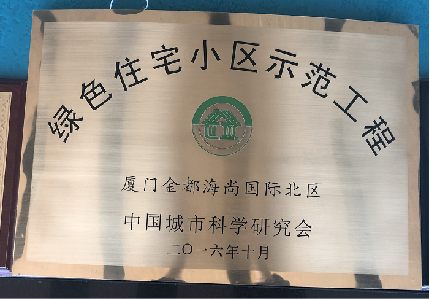 绿色住宅小区示范工程
厦门金都海尚国际北区
中国城市科学研究会
二〇一六年十月